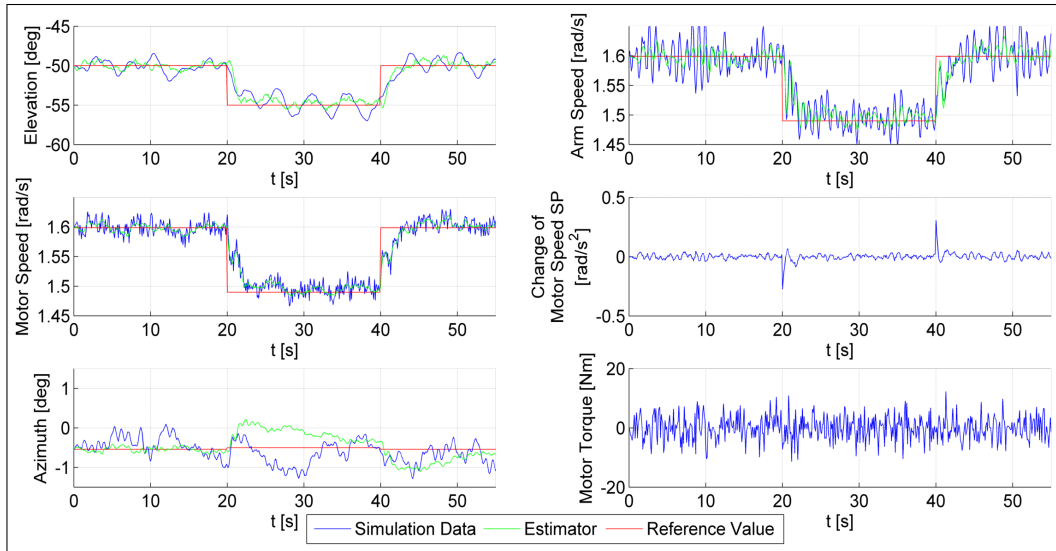 Elevation [deg]
-45
-50
-55
-60
0 10 20 30 40 50
t [s]
Arm Speed [rad/s]
1.6
1.5
1.45
0 10 20 30 40 50
t [s]
Motor Speed [rad/s]
1.6
1.55
1.5
1.45
0 10 20 30 40 50
t [s]
Change of
Motor Speed SP
[rad/s²]
0.5
0
-0.5
0 10 20 30 40 50
t [s]
Azimuth [deg]
1
0
-1
0 10 20 30 40 50
t [s]
Motor Torque [Nm]
20
0
-20
0 10 20 30 40 50
t [s]
Simulation Data Estimator Reference Value